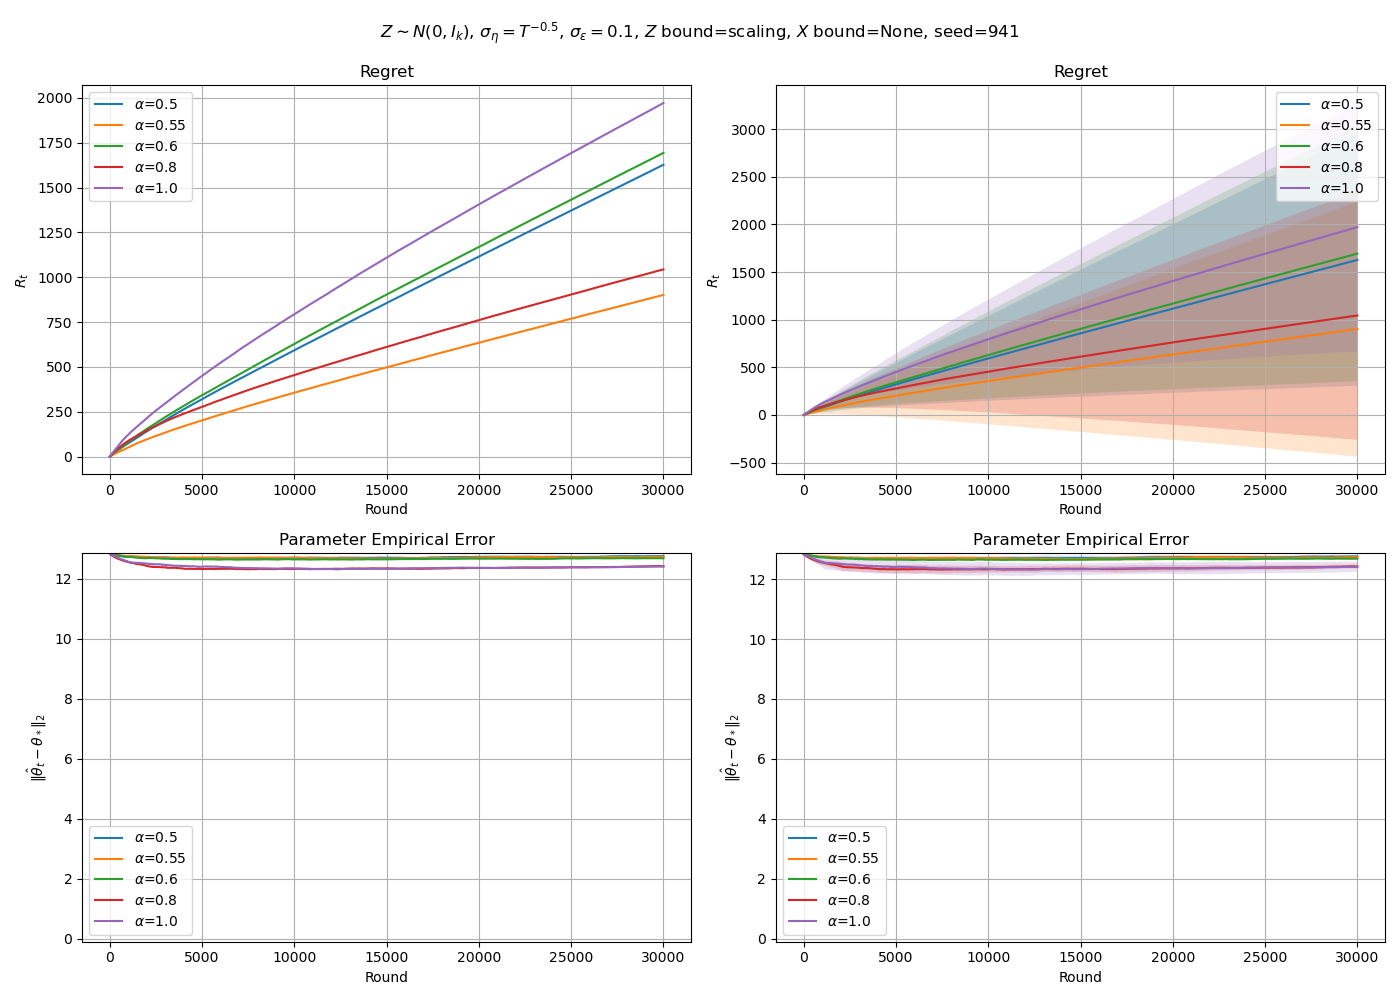 Z ∼ N(0, I_k), σ_η = T^{−0.5}, σ_ε = 0.1, Z bound=scaling, X bound=None, seed=941
Regret
2000
1750
1500
1250
1000
750
500
250
0
R_t
α=0.5
α=0.55
α=0.6
α=0.8
α=1.0
0 5000 10000 15000 20000 25000 30000
Round
Regret
3000
2500
2000
1500
1000
500
0
−500
R_t
α=0.5
α=0.55
α=0.6
α=0.8
α=1.0
0 5000 10000 15000 20000 25000 30000
Round
Parameter Empirical Error
12
10
8
6
4
2
0
‖θ̂_t − θ_*‖_2
α=0.5
α=0.55
α=0.6
α=0.8
α=1.0
0 5000 10000 15000 20000 25000 30000
Round
Parameter Empirical Error
12
10
8
6
4
2
0
‖θ̂_t − θ_*‖_2
α=0.5
α=0.55
α=0.6
α=0.8
α=1.0
0 5000 10000 15000 20000 25000 30000
Round